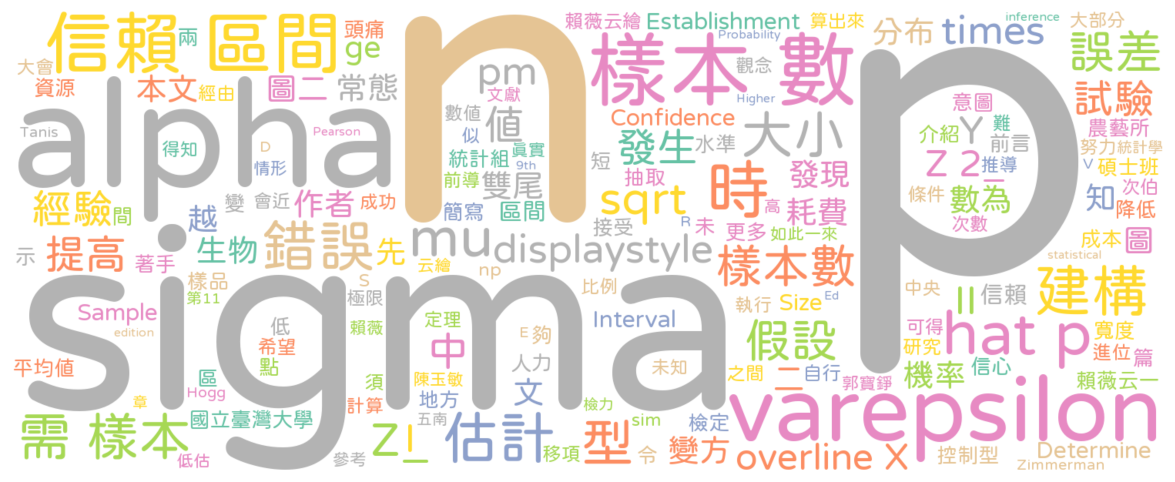 信賴 區間
頭痛
兩
ge
大會
資源
本文
經由
圖二
常態
alpha
Tanis
得知
D
情形
Pearson
經驗
間
越
變
會近
作者
成功
示
提高
著手
生物
錯誤
先
樣品
第11
S
云繪
np
極限
n
pm
文獻
數值
值
似
眞實
統計組
9th
前導
雙尾
簡寫
區間
mu
displaystyle
賴薇云繪
Establishment
算出來
inference
Probability
樣本 數
觀念
Higher
Confidence
水準
大小
短
發生
抽取
時
發現
sqrt
高
耗費
R
未
接受
更多
如此一來
樣本數
比例
執行
Size
Ed
分布
times
大部分
誤差
p
試驗
意圖
農藝所
介紹
Y
難
前言
努力
統計學
Z 2_
推導
V
碩士班
條件
數為
知
次伯
降低
次數
成本
圖
statistical
中央
ll
信賴
建構
sigma
Sample
edition
低
希望
點
賴薇
定理
E
夠
Interval
中
人力
未知
假設
之間
二
自行
可得
研究
hat p
寬度
進位
篇
機率
信心
賴薇云一
平均値
區
Hogg
須
陳玉敏
地方
文
郭寶錚
varepsilon
章
國立臺灣大學
計算
五南
檢力
sim
檢定
需 樣本
低估
參考
z_
估計
移項
型
令
變方
overline X
控制型
Determine
Zimmerman